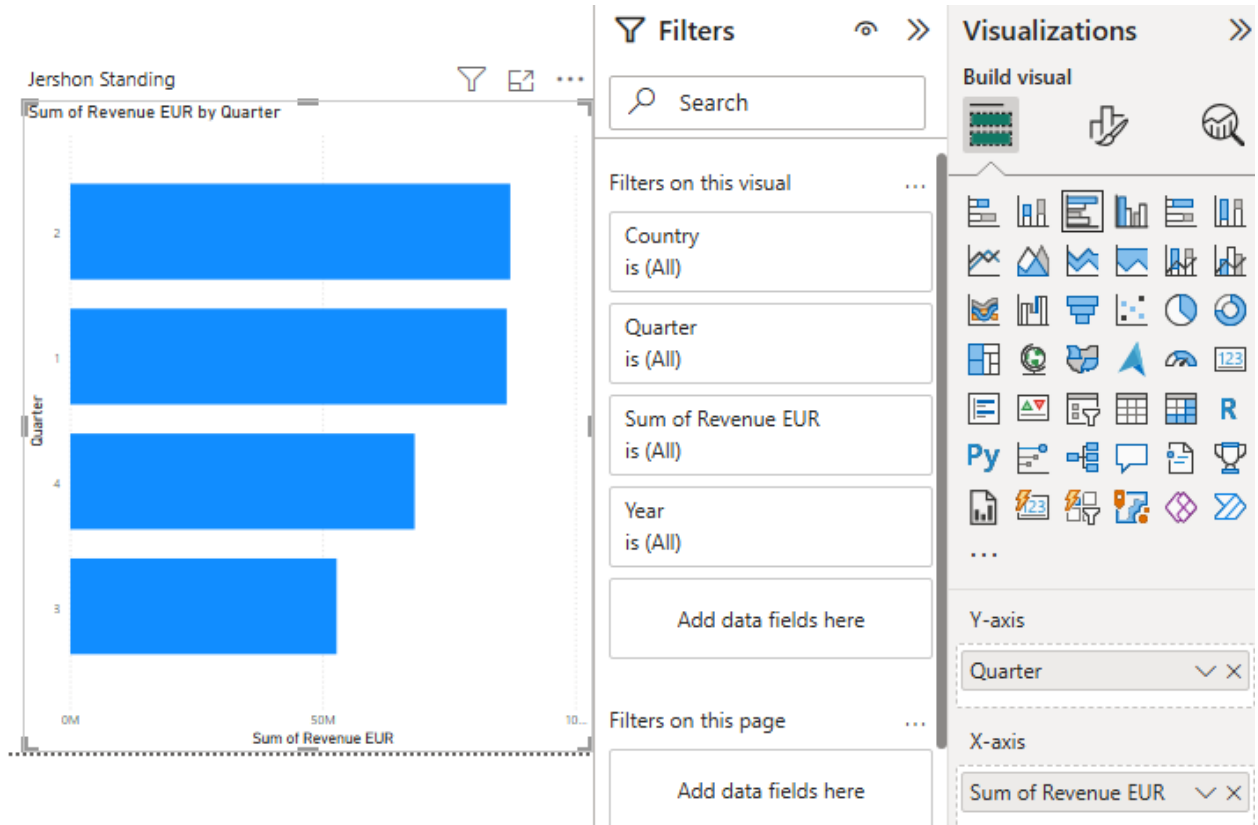 Jershon Standing
Sum of Revenue EUR by Quarter
2
1
4
3
Quarter
0M
50M
10...
Sum of Revenue EUR
Filters
Search
Filters on this visual
Country
is (All)
Quarter
is (All)
Sum of Revenue EUR
is (All)
Year
is (All)
Add data fields here
Filters on this page
Add data fields here
Visualizations
Build visual
123
R
Py
123
Y-axis
Quarter
X-axis
Sum of Revenue EUR